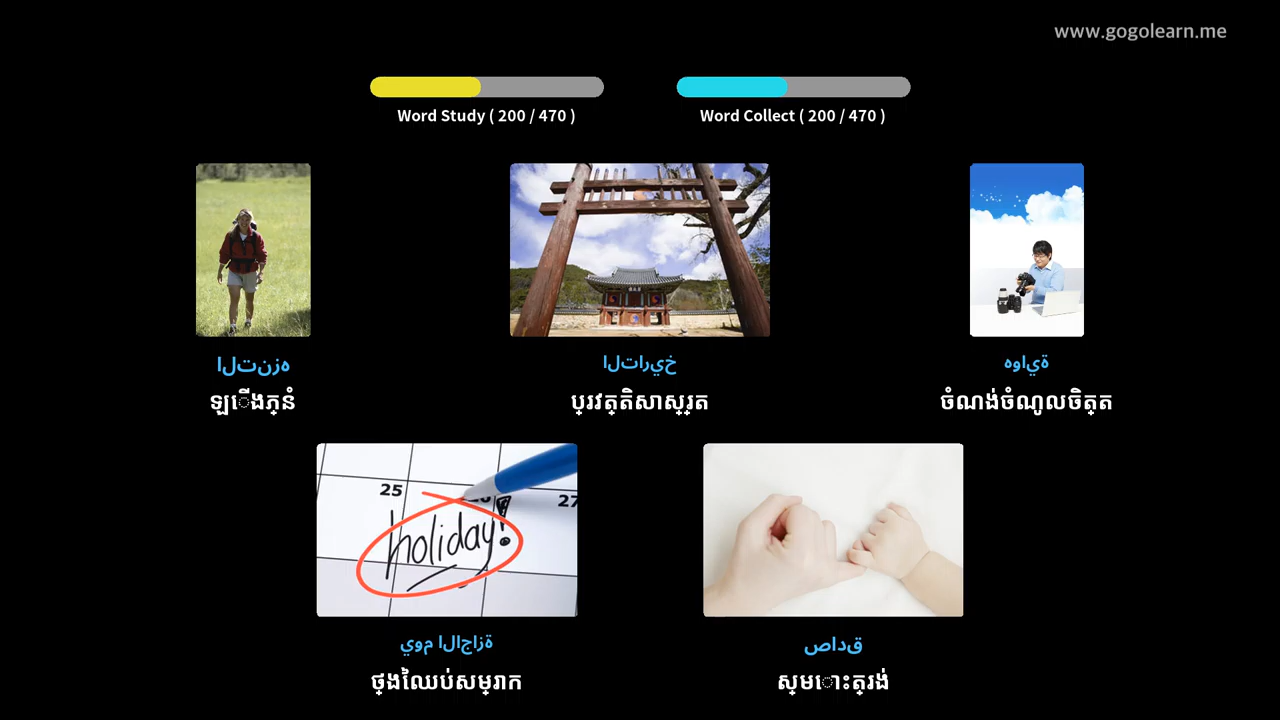 www.gogolearn.me
Word Study ( 200 / 470 )
Word Collect ( 200 / 470 )
التنزه
التاريخ
هواية
ឡើងភ្នំ
ប្រវត្តិសាស្រ្ត
ចំណង់ចំណូលចិត្ត
25 26 27
holiday!
يوم الاجازة
صادق
ថ្ងៃឈប់សម្រាក
ស្មោះត្រង់